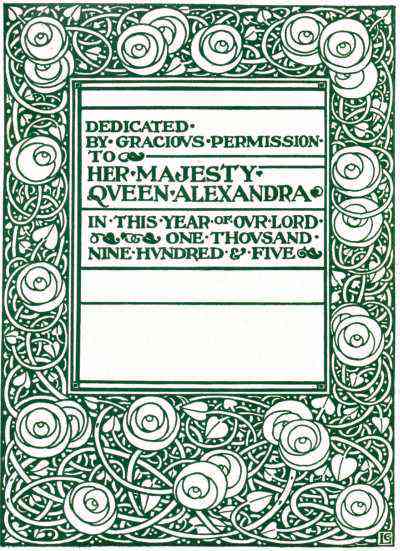 DEDICATED·
BY·GRACIOVS·PERMISSION·
TO
HER·MAJESTY·
QVEEN·ALEXANDRA
IN·THIS·YEAR·OF·OVR·LORD·
ONE·THOVSAND·
NINE·HVNDRED·&·FIVE